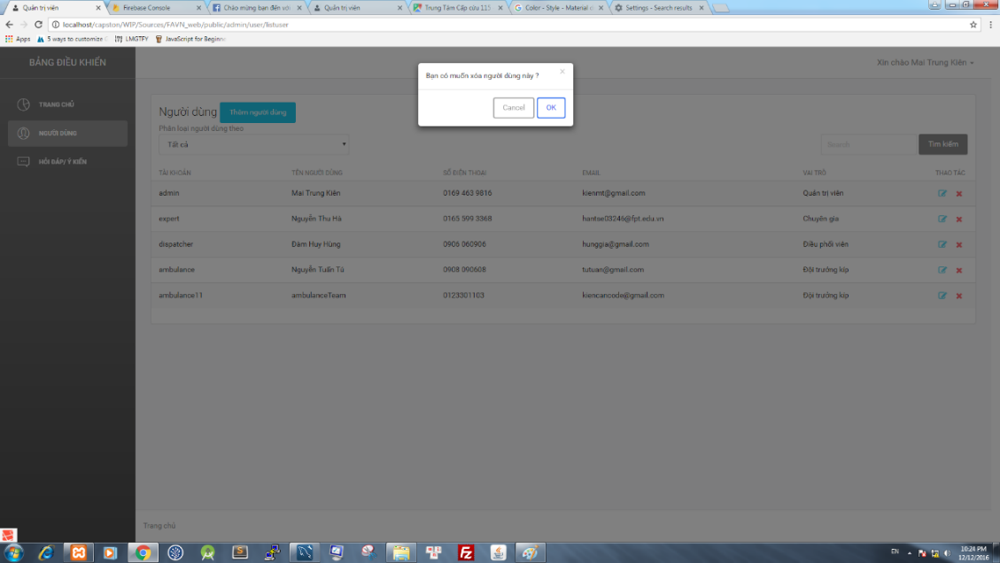 Quản trị viên
Firebase Console
Chào mừng bạn đến với
Quản trị viên
Trung Tâm Cấp cứu 115
Color - Style - Material d
Settings - Search results
localhost/capston/WIP/Sources/FAVN_web/public/admin/user/listuser
Apps
5 ways to customize
LMGTFY
JavaScript for Beginne
BẢNG ĐIỀU KHIỂN
Xin chào Mai Trung Kiên
Bạn có muốn xóa người dùng này ?
×
Cancel
OK
TRANG CHỦ
NGƯỜI DÙNG
HỎI ĐÁP/ Ý KIẾN
Người dùng
Thêm người dùng
Phân loại người dùng theo
Tất cả
Search
Tìm kiếm
TÀI KHOẢN TÊN NGƯỜI DÙNG SỐ ĐIỆN THOẠI EMAIL VAI TRÒ THAO TÁC
admin Mai Trung Kiên 0169 463 9816 kienmt@gmail.com Quản trị viên
expert Nguyễn Thu Hà 0165 599 3368 hantse03246@fpt.edu.vn Chuyên gia
dispatcher Đàm Huy Hùng 0906 060906 hunggia@gmail.com Điều phối viên
ambulance Nguyễn Tuấn Tú 0908 090608 tutuan@gmail.com Đội trưởng kíp
ambulance11 ambulanceTeam 0123301103 kiencancode@gmail.com Đội trưởng kíp
Trang chủ
EN
10:24 PM
12/12/2016